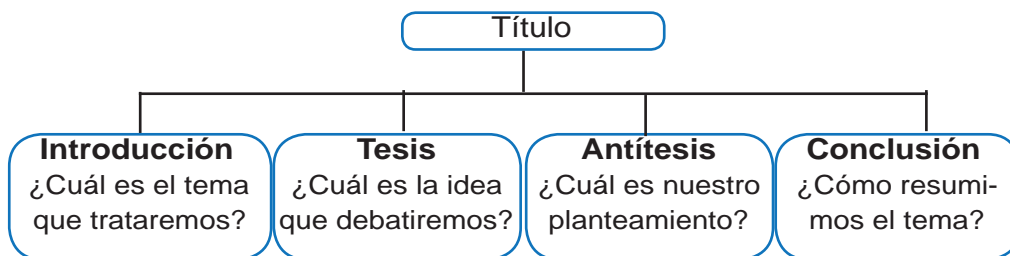 Título
Introducción
¿Cuál es el tema
que trataremos?
Tesis
¿Cuál es la idea
que debatiremos?
Antítesis
¿Cuál es nuestro
planteamiento?
Conclusión
¿Cómo resumi-
mos el tema?